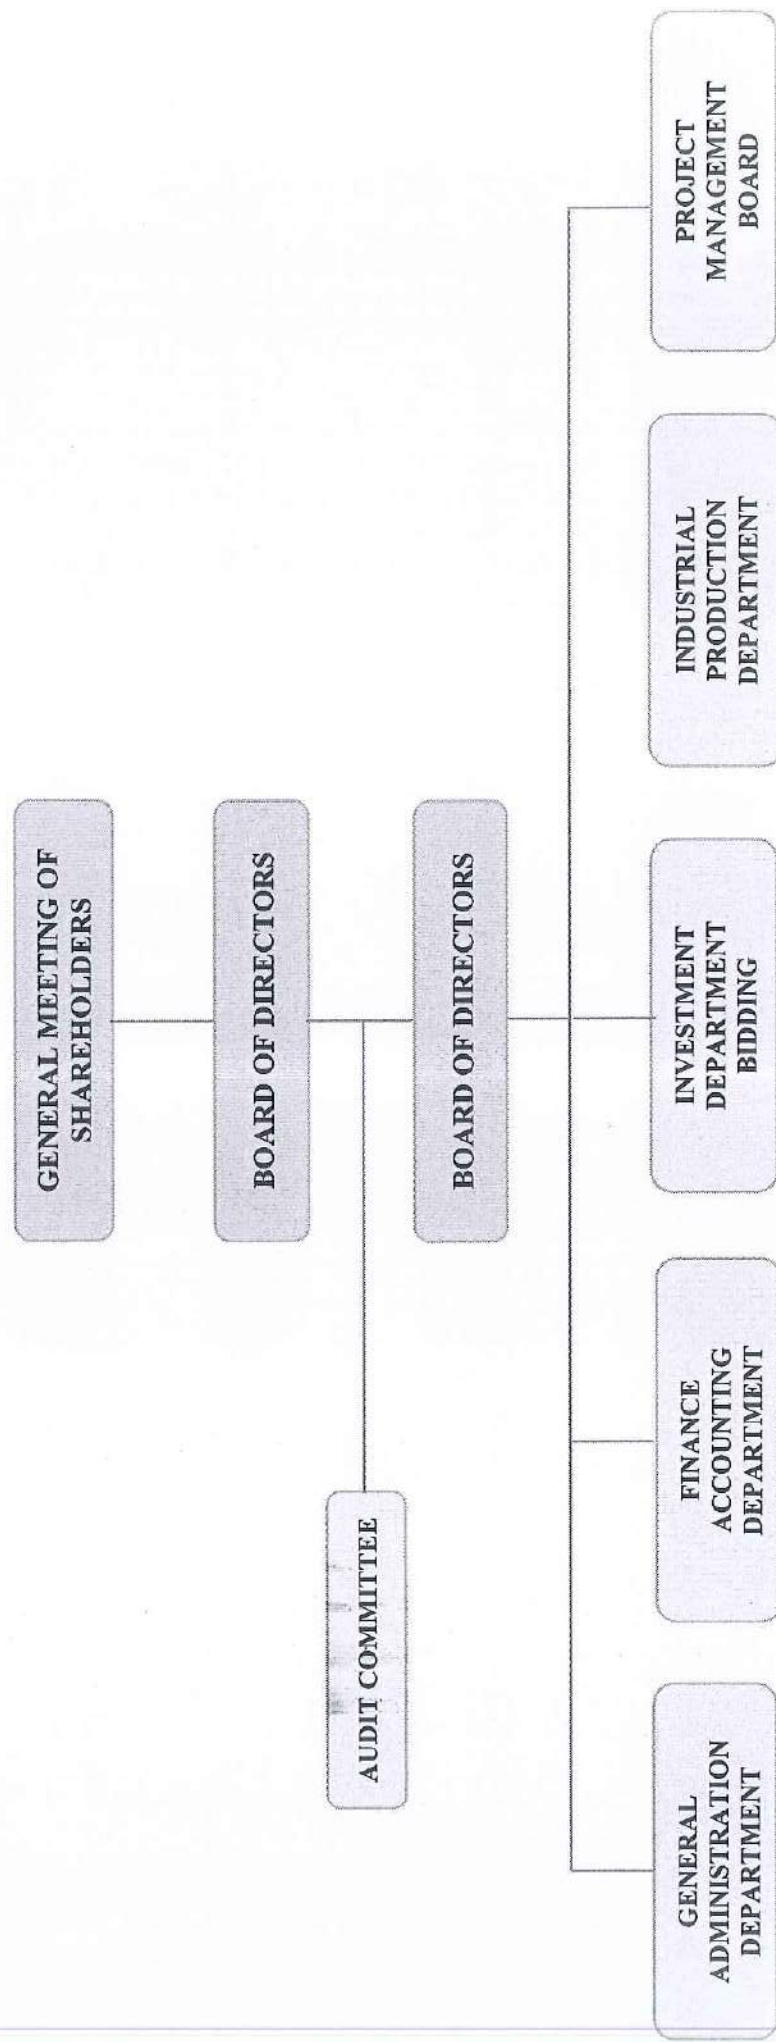 GENERAL MEETING OF
SHAREHOLDERS
BOARD OF DIRECTORS
AUDIT COMMITTEE
BOARD OF DIRECTORS
GENERAL
ADMINISTRATION
DEPARTMENT
FINANCE
ACCOUNTING
DEPARTMENT
INVESTMENT
DEPARTMENT
BIDDING
INDUSTRIAL
PRODUCTION
DEPARTMENT
PROJECT
MANAGEMENT
BOARD